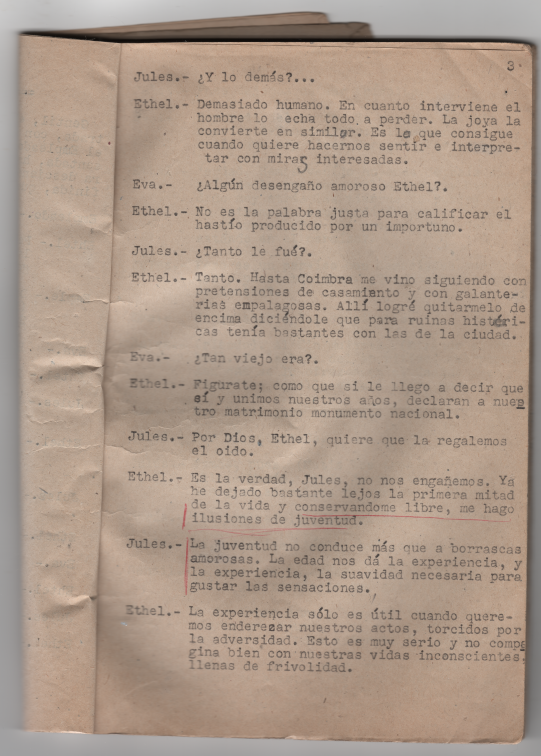 3.
Jules.- ¿Y lo demás?...
Ethel.- Demasiado humano. En cuanto interviene el
hombre lo echa todo a perder. La joya la
convierte en similor. Es lo que consigue
cuando quiere hacernos sentir e interpre-
tar con miras interesadas.
Eva.- ¿Algún desengaño amoroso Ethel?.
Ethel.- No es la palabra justa para calificar el
hastío producido por un importuno.
Jules.- ¿Tanto le fué?.
Ethel.- Tanto. Hasta Coimbra me vino siguiendo con
pretensiones de casamiento y con galante-
rias empalagosas. Allí logré quitarmelo de
encima diciéndole que para ruinas históri-
cas tenía bastantes con las de la ciudad.
Eva.- ¿Tan viejo era?.
Ethel.- Figurate; como que si le llego a decir que
sí y unimos nuestros años, declaran a nues
tro matrimonio monumento nacional.
Jules.- Por Dios, Ethel, quiere que la regalemos
el oido.
Ethel.- Es la verdad, Jules, no nos engañemos. Ya
he dejado bastante lejos la primera mitad
de la vida y conservandome libre, me hago
ilusiones de juventud.
Jules.- La juventud no conduce más que a borrascas
amorosas. La edad nos dá la experiencia, y
la experiencia, la suavidad necesaria para
gustar las sensaciones.
Ethel.- La experiencia sólo es útil cuando quere-
mos enderezar nuestros actos, torcidos por
la adversidad. Esto es muy serio y no compa
gina bien con nuestras vidas inconscientes,
llenas de frivolidad.